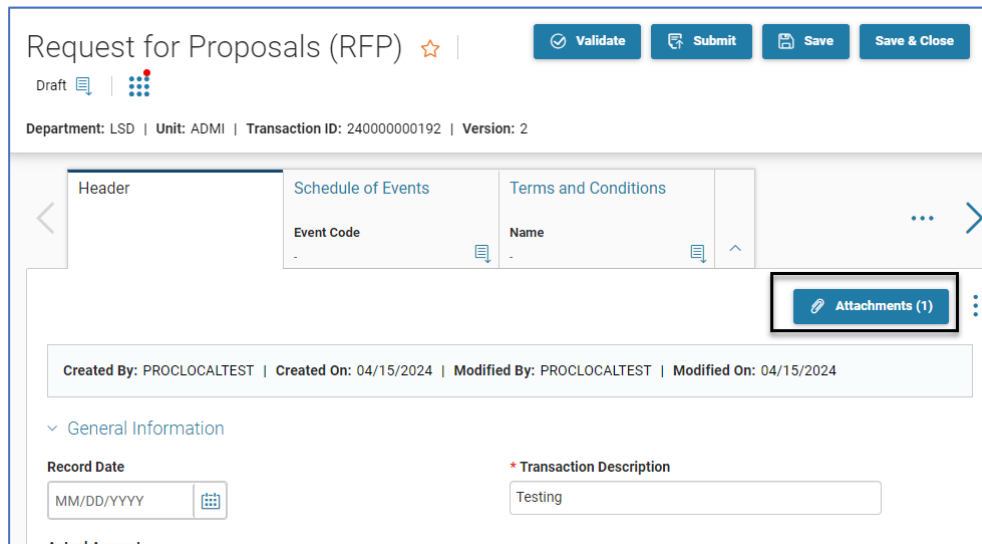 Request for Proposals (RFP)
Validate
Submit
Save
Save & Close
Draft
Department: LSD | Unit: ADMI | Transaction ID: 240000000192 | Version: 2
Header
Schedule of Events
Terms and Conditions
Event Code
Name
-
-
Attachments (1)
Created By: PROCLOCALTEST | Created On: 04/15/2024 | Modified By: PROCLOCALTEST | Modified On: 04/15/2024
General Information
Record Date
* Transaction Description
MM/DD/YYYY
Testing